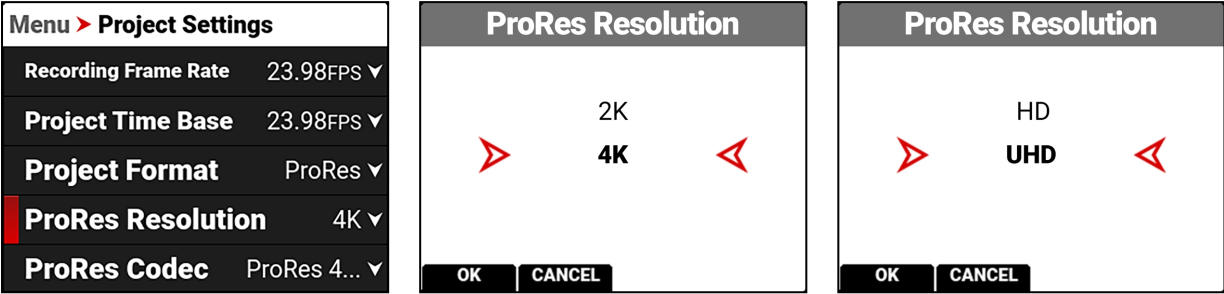 Menu Project Settings
Recording Frame Rate 23.98FPS
Project Time Base 23.98FPS
Project Format ProRes
ProRes Resolution 4K
ProRes Codec ProRes 4...
ProRes Resolution
2K
4K
OK CANCEL
ProRes Resolution
HD
UHD
OK CANCEL